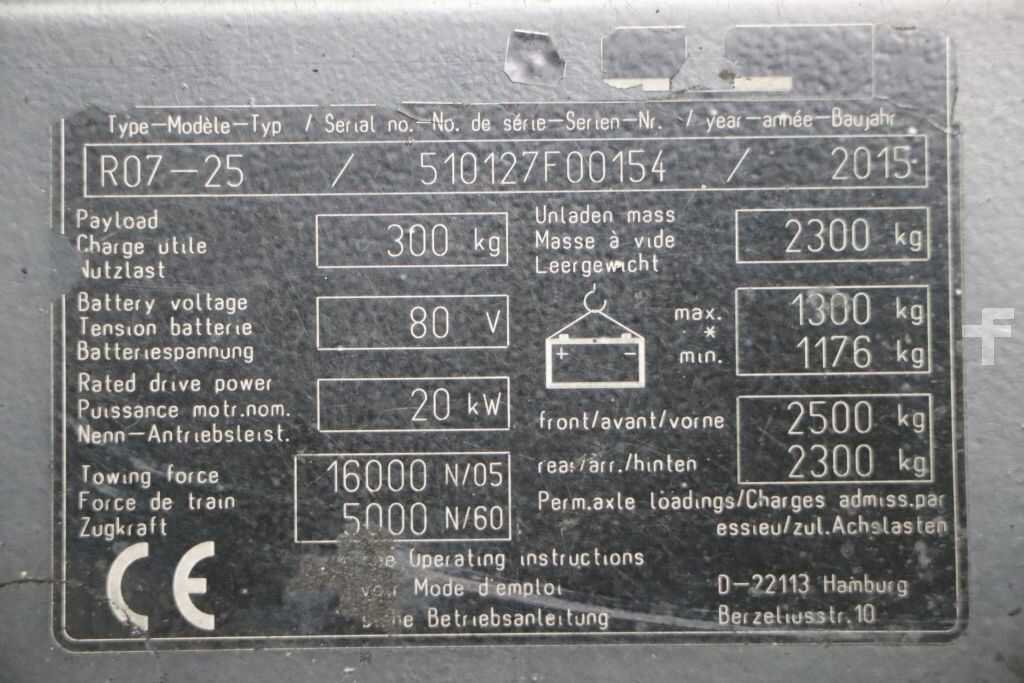 Type-Modèle-Typ / Serial no.-No. de série-Serien-Nr. / year-année-Baujahr
R07-25 / 510127F00154 / 2015
Payload
Charge utile
Nutzlast
300 kg
Unladen mass
Masse à vide
Leergewicht
2300 kg
Battery voltage
Tension batterie
Batteriespannung
80 V
+ -
max. 1300 kg
*
min. 1176 kg
Rated drive power
Puissance motr.nom.
Nenn-Antriebsleist.
20 kW
front/avant/vorne 2500 kg
rear/arr./hinten 2300 kg
Towing force
Force de train
Zugkraft
16000 N/05
5000 N/60
Perm.axle loadings/Charges admiss.par
essieu/zul.Achslasten
CE
Operating instructions
voir Mode d'emploi
siehe Betriebsanleitung
D-22113 Hamburg
Berzeliusstr.10